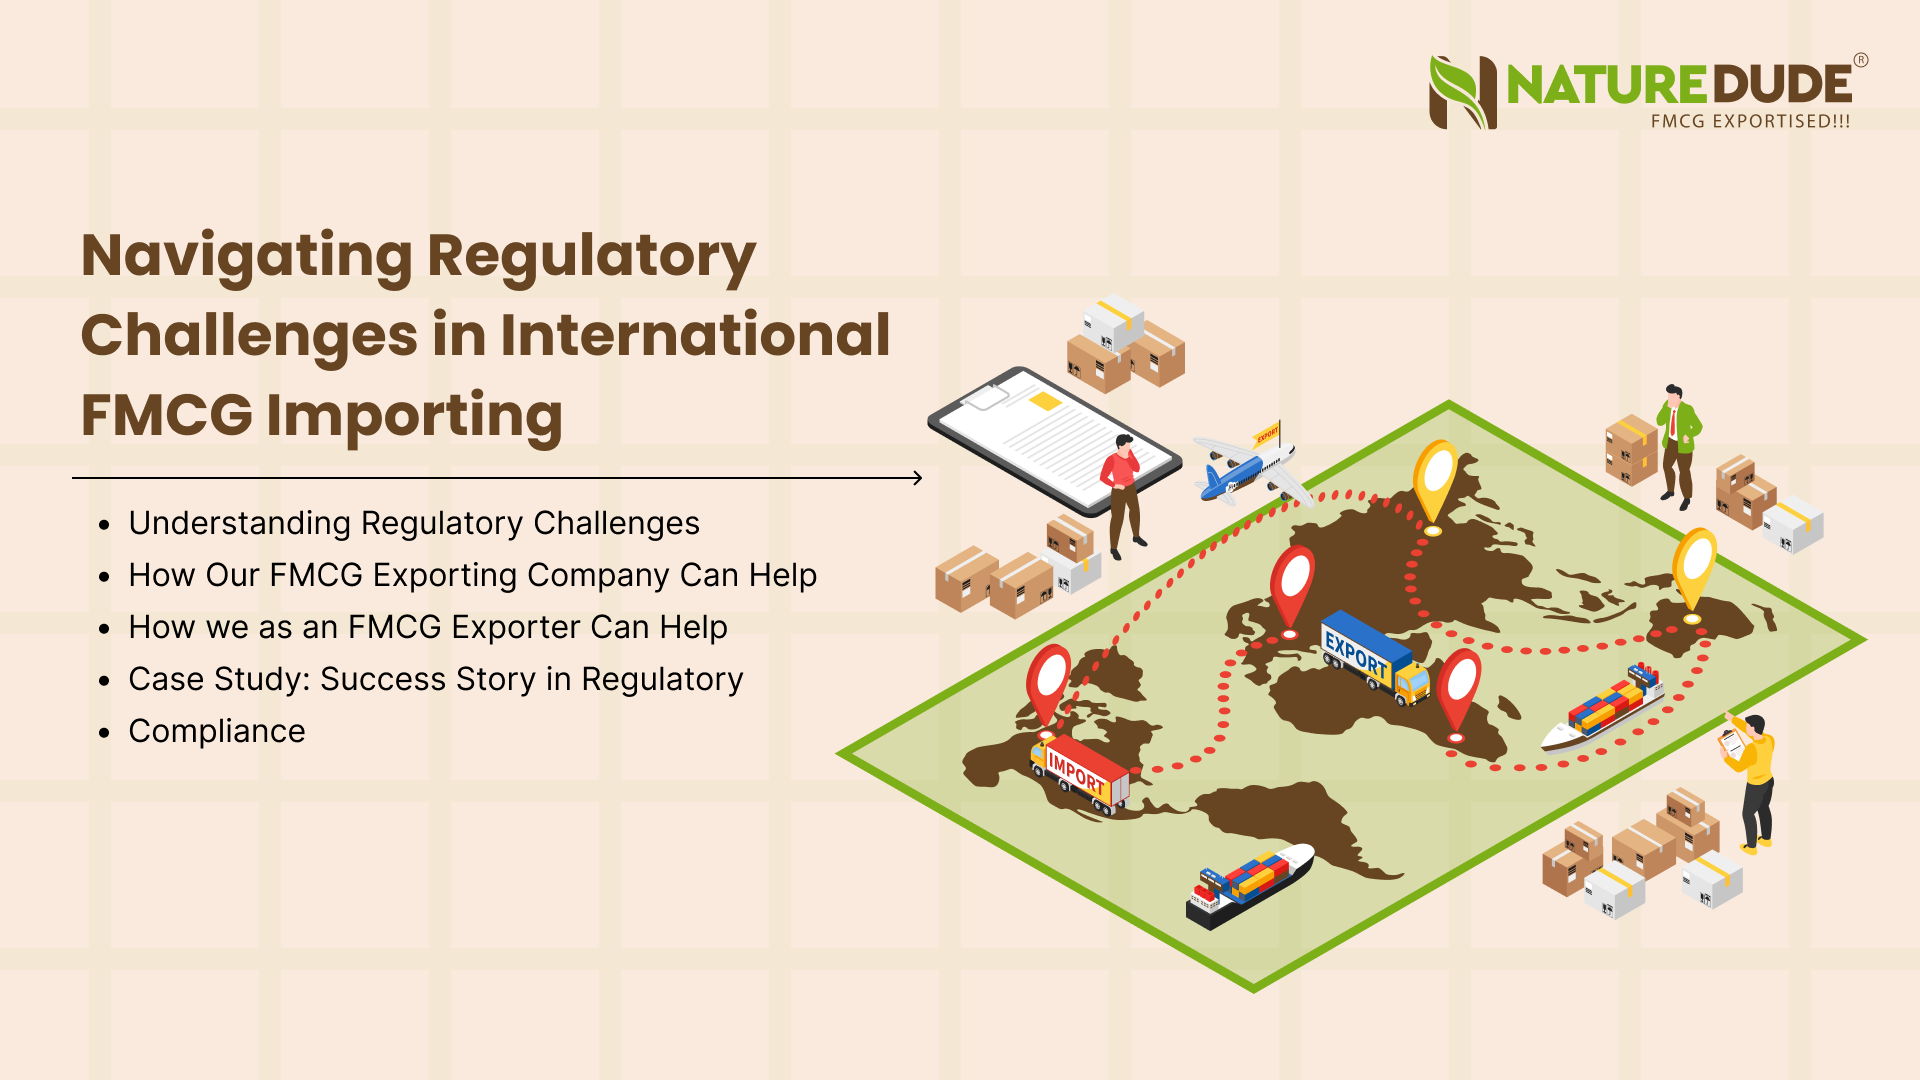 NATUREDUDE®
FMCG EXPORTISED!!!
Navigating Regulatory
Challenges in International
FMCG Importing
• Understanding Regulatory Challenges
• How Our FMCG Exporting Company Can Help
• How we as an FMCG Exporter Can Help
• Case Study: Success Story in Regulatory
• Compliance
EXPORT
EXPORT
IMPORT